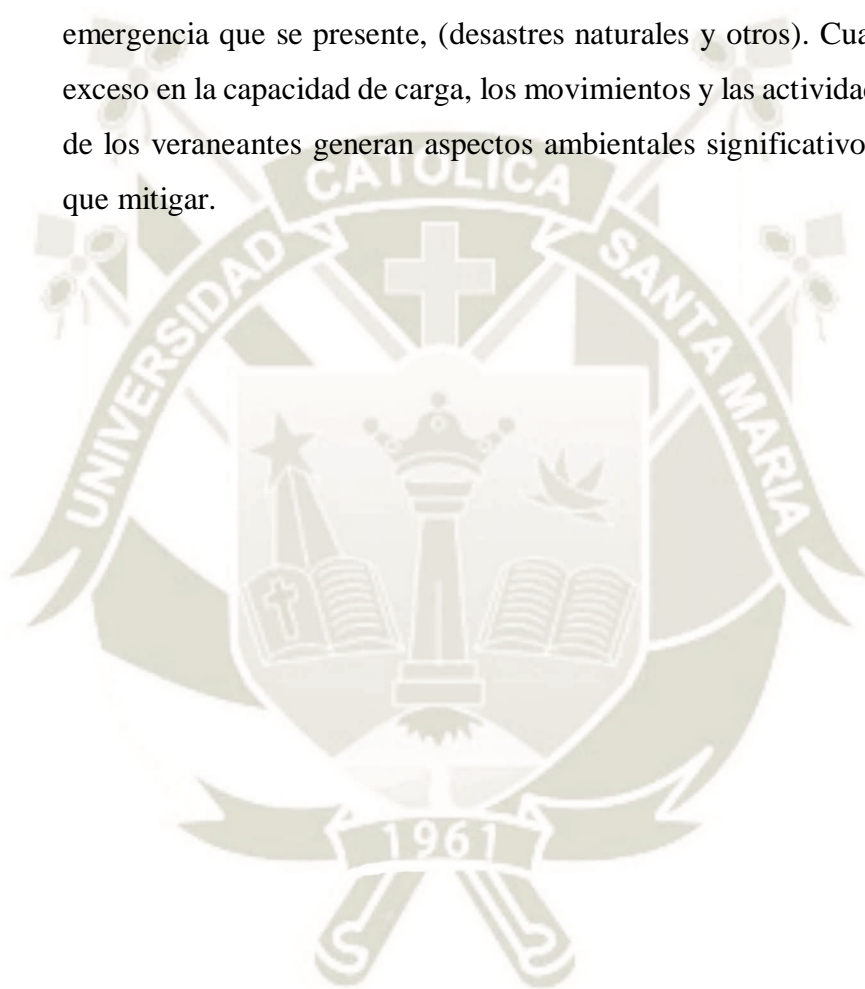 emergencia que se presente, (desastres naturales y otros). Cua
exceso en la capacidad de carga, los movimientos y las activida
de los veraneantes generan aspectos ambientales significativo
que mitigar.
UNIVERSIDAD CATOLICA SANTA MARIA
1961